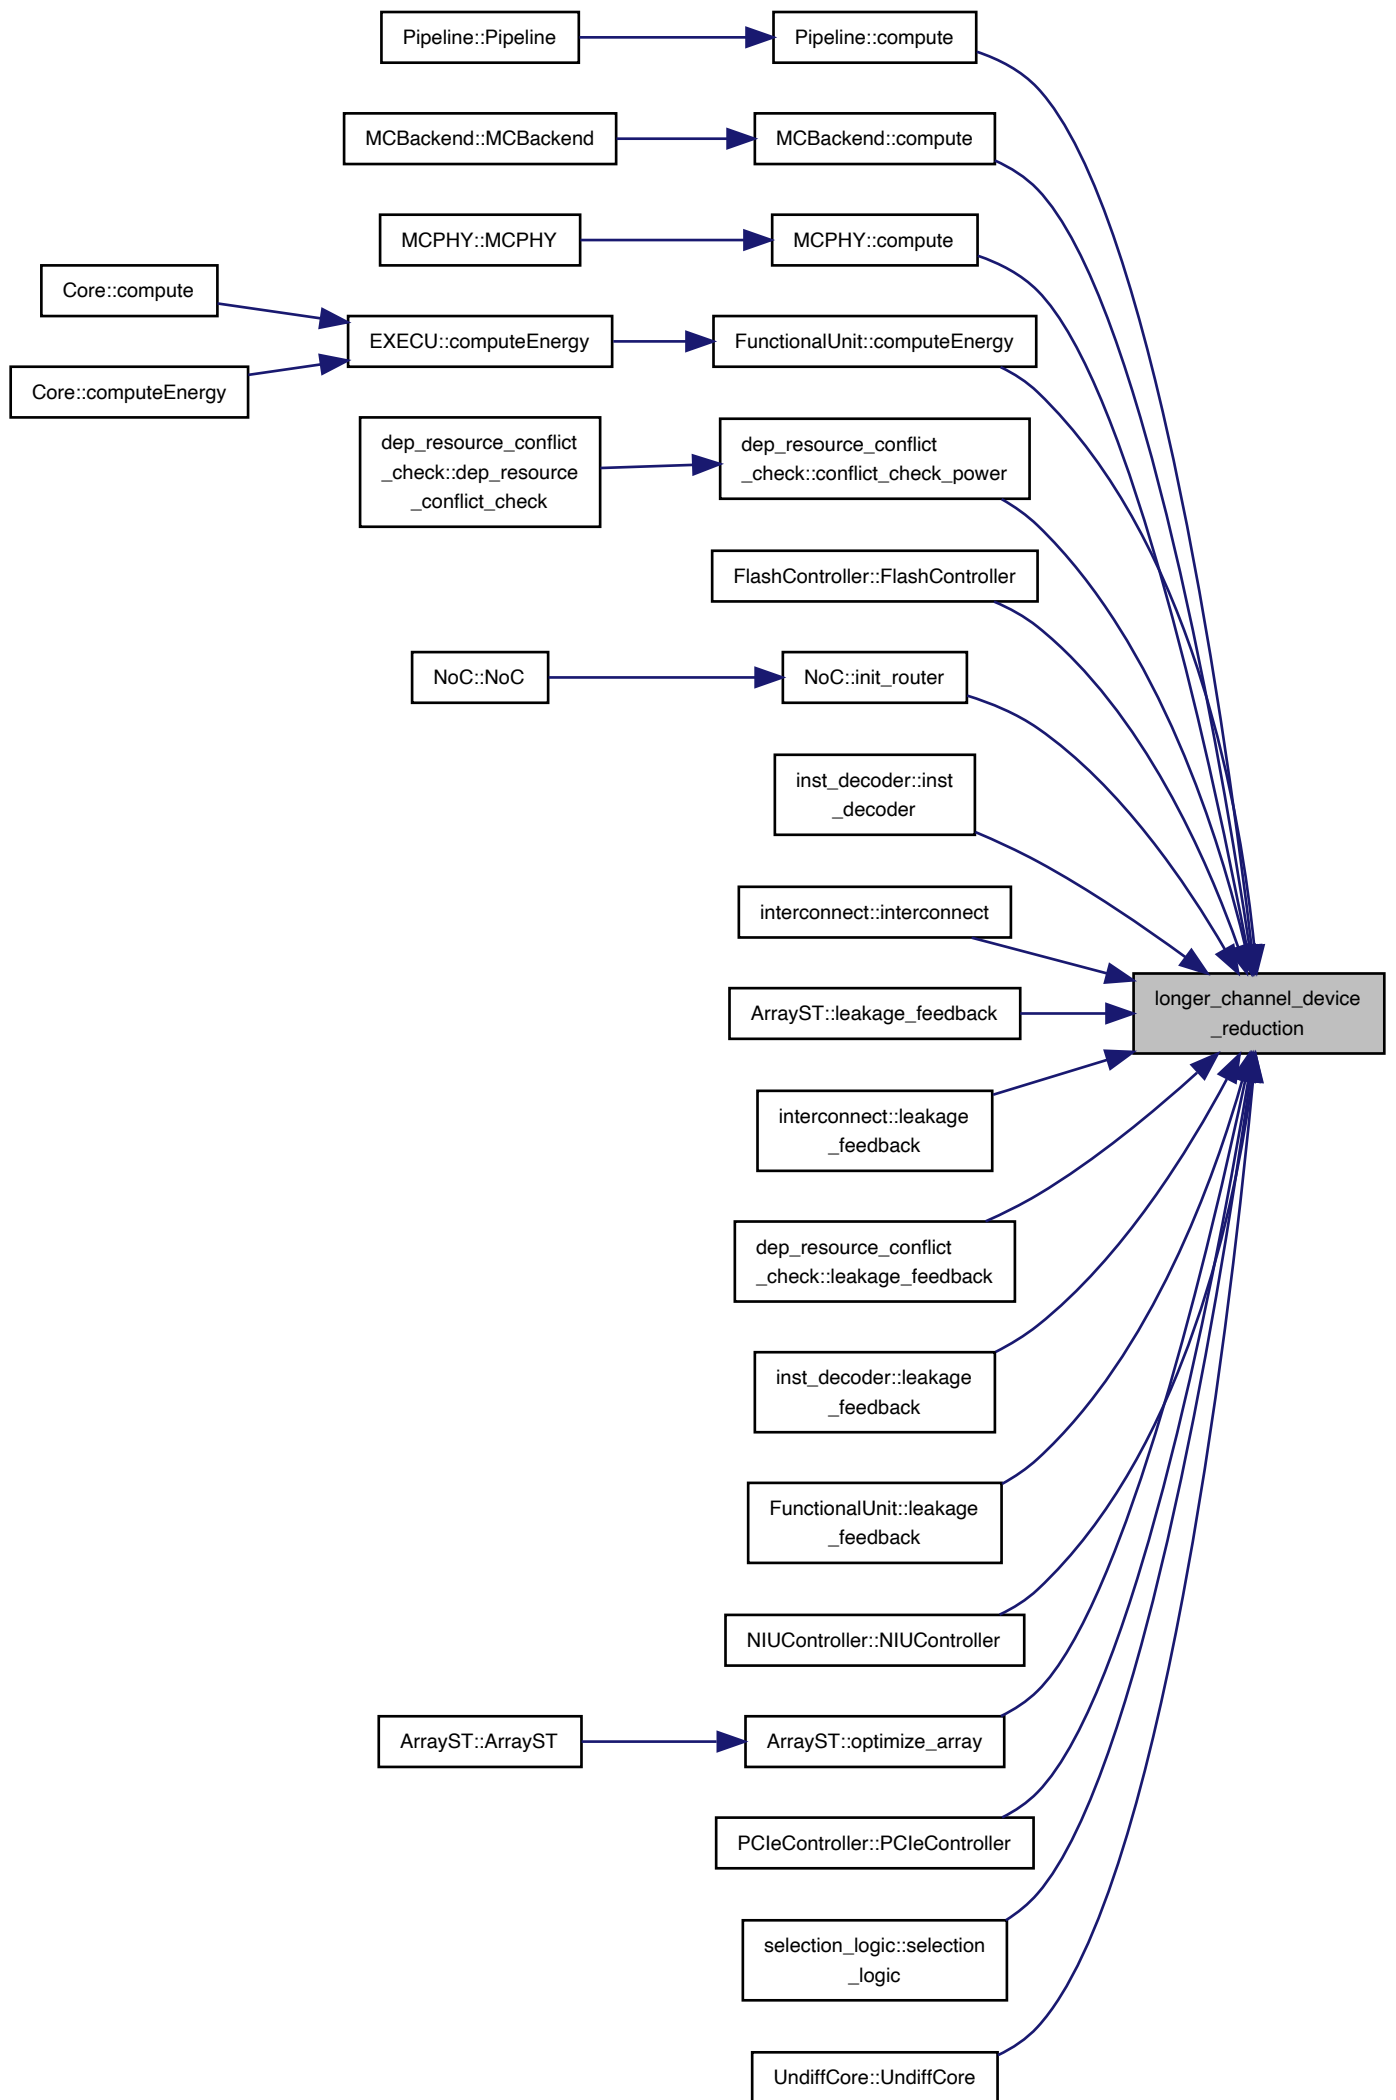 Pipeline::Pipeline
Pipeline::compute
MCBackend::MCBackend
MCBackend::compute
MCPHY::MCPHY
MCPHY::compute
Core::compute
EXECU::computeEnergy
FunctionalUnit::computeEnergy
Core::computeEnergy
dep_resource_conflict
_check::dep_resource
_conflict_check
dep_resource_conflict
_check::conflict_check_power
FlashController::FlashController
NoC::NoC
NoC::init_router
inst_decoder::inst
_decoder
interconnect::interconnect
longer_channel_device
_reduction
ArrayST::leakage_feedback
interconnect::leakage
_feedback
dep_resource_conflict
_check::leakage_feedback
inst_decoder::leakage
_feedback
FunctionalUnit::leakage
_feedback
NIUController::NIUController
ArrayST::ArrayST
ArrayST::optimize_array
PCIeController::PCIeController
selection_logic::selection
_logic
UndiffCore::UndiffCore